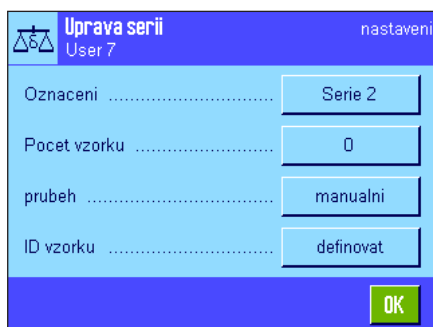 Uprava serii
User 7
nastaveni
Oznaceni ............................. Serie 2
Pocet vzorku ........................ 0
prubeh ................................. manualni
ID vzorku ............................. definovat
OK